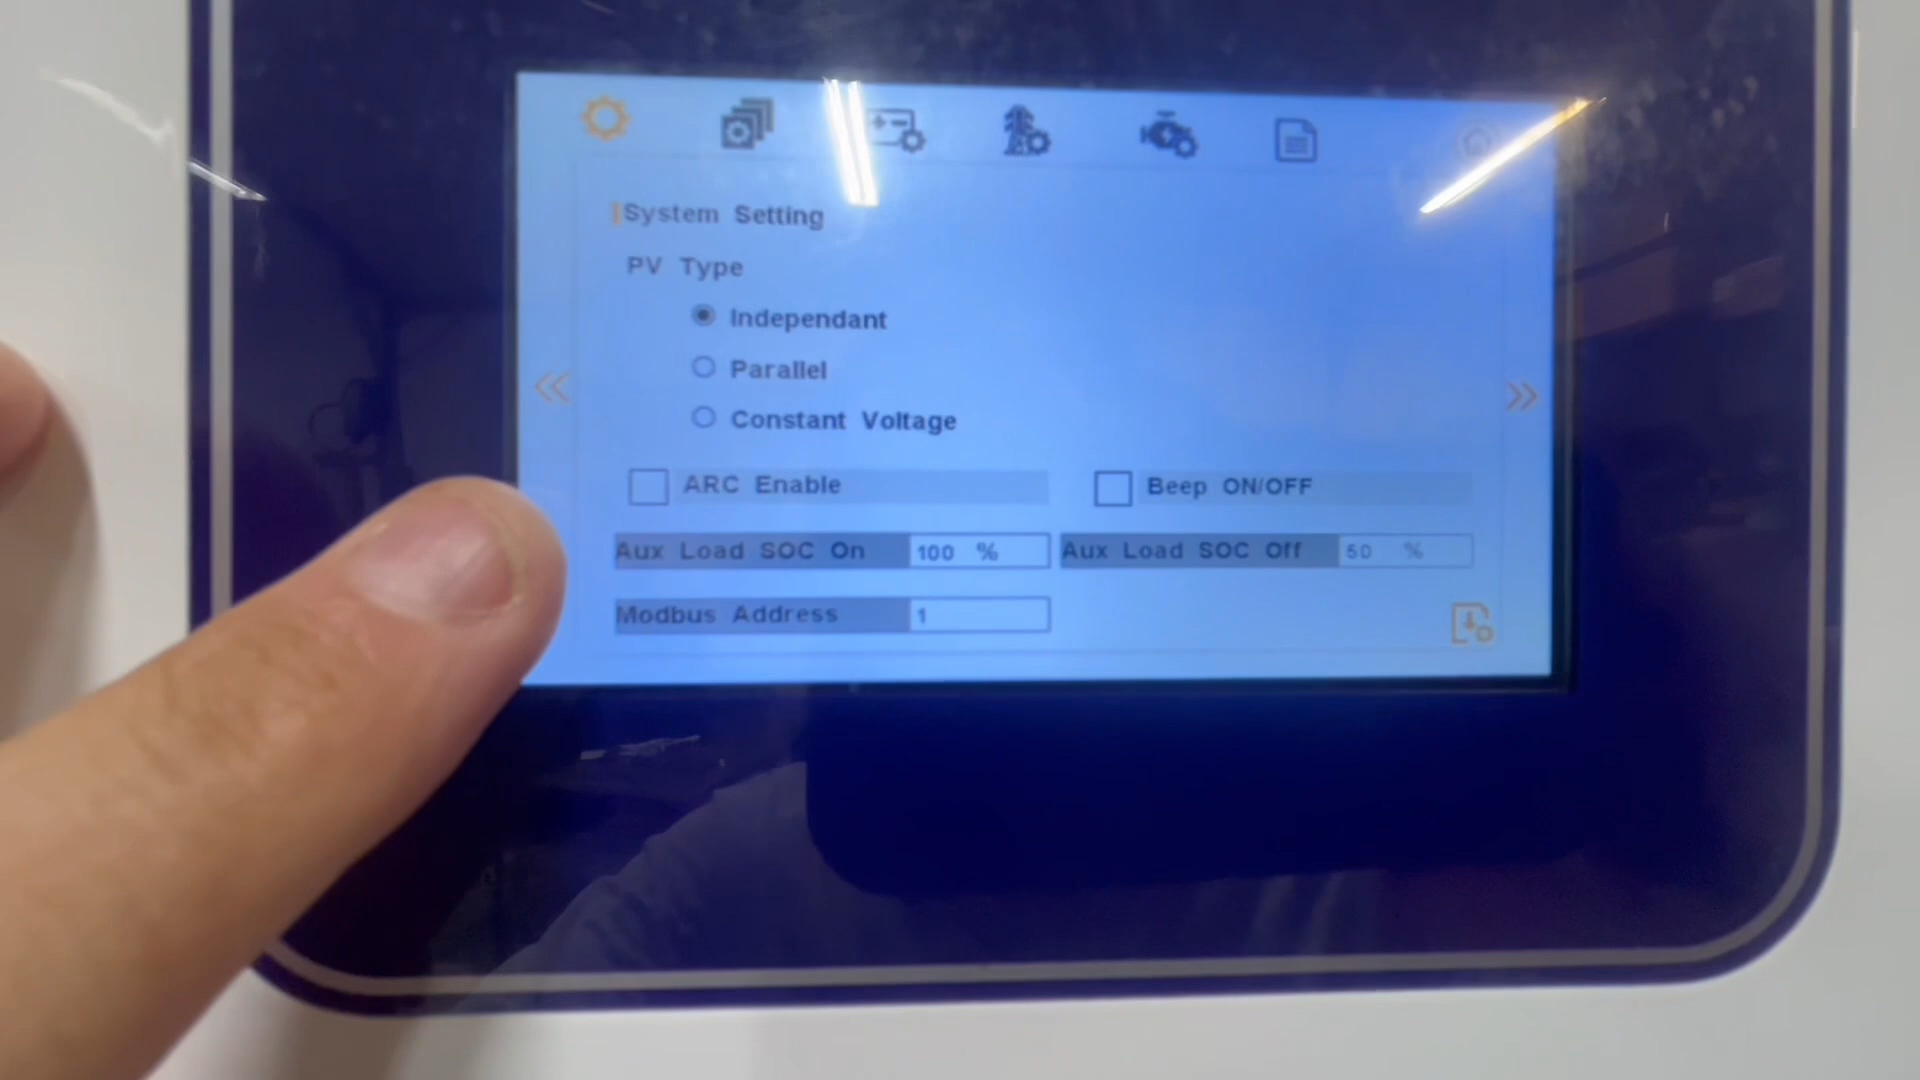 System Setting
PV Type
Independant
Parallel
Constant Voltage
ARC Enable
Beep ON/OFF
Aux Load SOC On 100 %
Aux Load SOC Off 50 %
Modbus Address 1